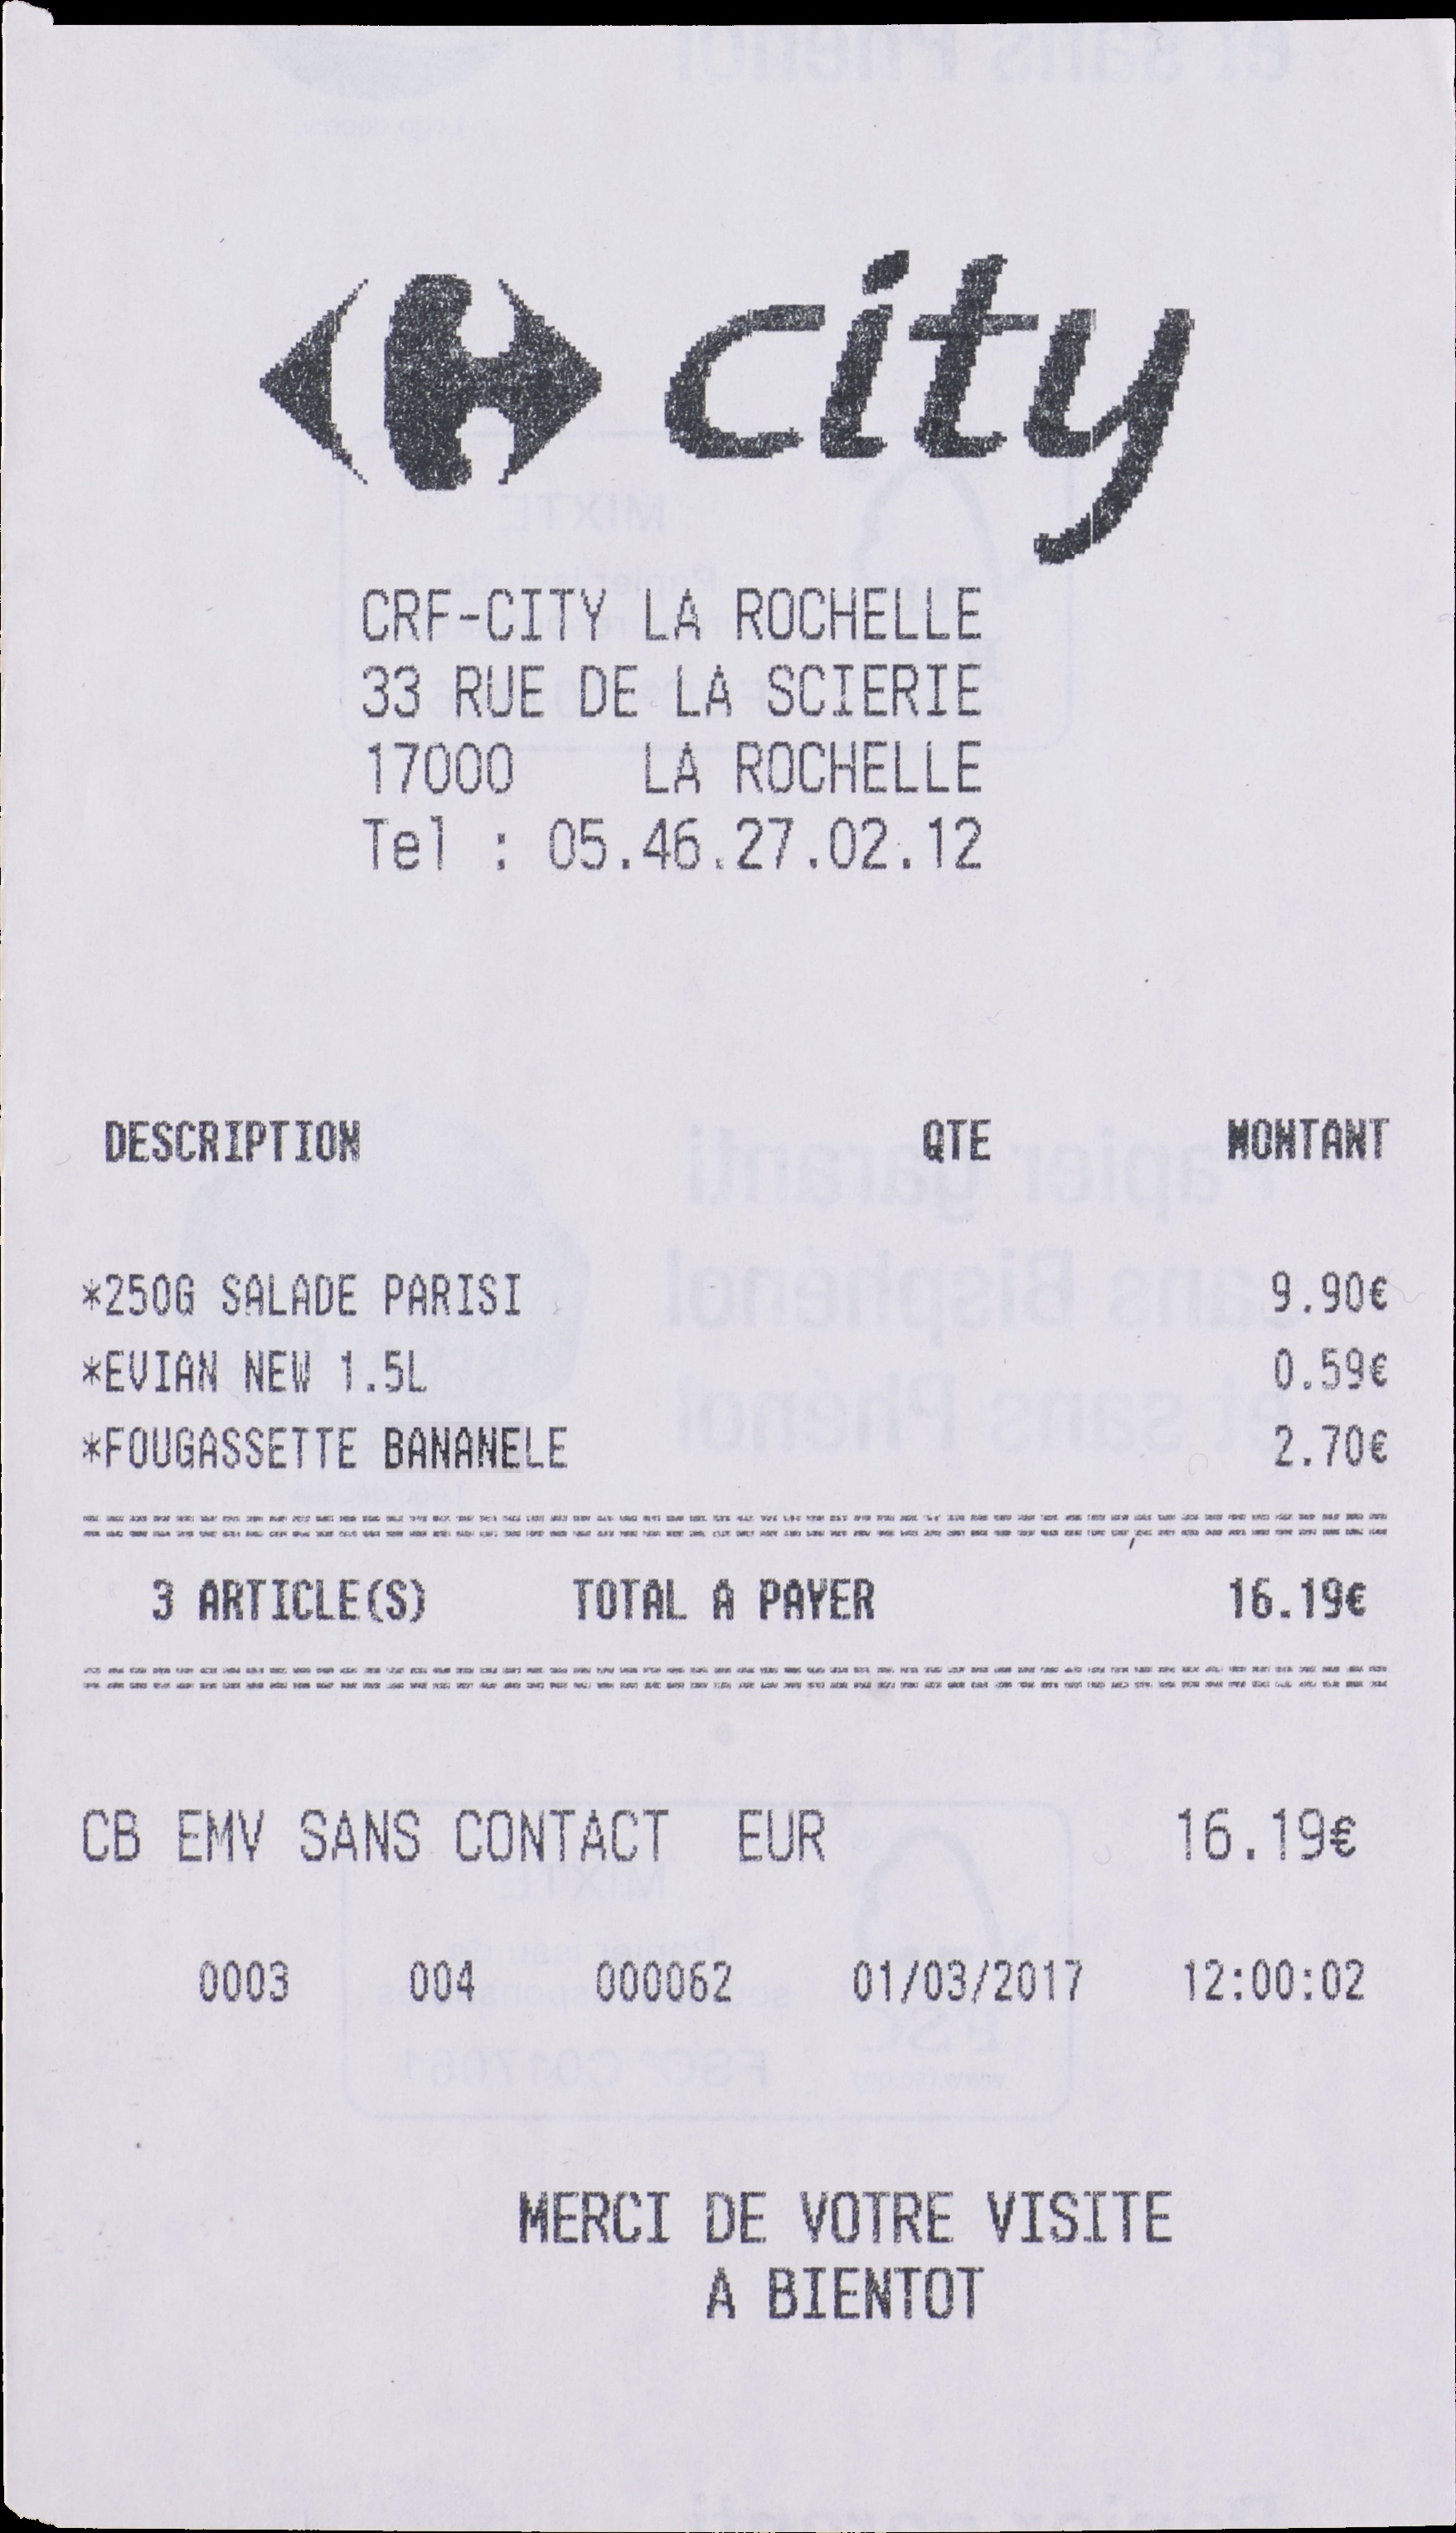 city
CRF-CITY LA ROCHELLE
33 RUE DE LA SCIERIE
17000 LA ROCHELLE
Tel : 05.46.27.02.12
DESCRIPTION QTE MONTANT
*250G SALADE PARISI 9.90€
*EVIAN NEW 1.5L 0.59€
*FOUGASSETTE BANANELE 2.70€
3 ARTICLE(S) TOTAL A PAYER 16.19€
CB EMV SANS CONTACT EUR 16.19€
0003 004 000062 01/03/2017 12:00:02
MERCI DE VOTRE VISITE
A BIENTOT